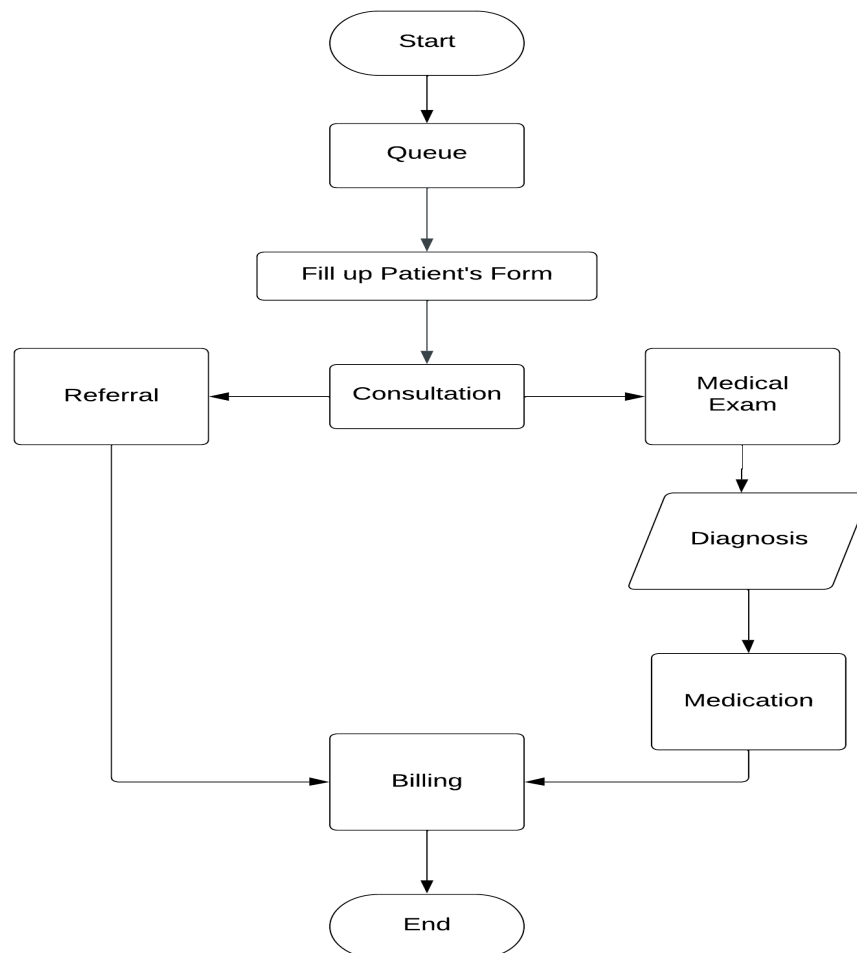 Start
Queue
Fill up Patient's Form
Referral
Consultation
Medical
Exam
Diagnosis
Medication
Billing
End